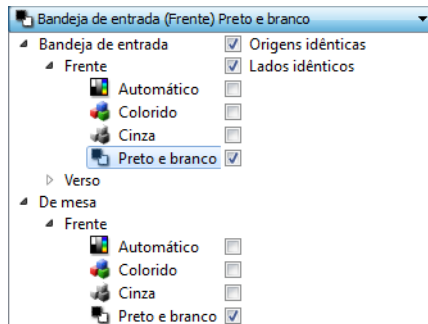 Bandeja de entrada (Frente) Preto e branco
Bandeja de entrada Origens idênticas
Frente Lados idênticos
Automático
Colorido
Cinza
Preto e branco
Verso
De mesa
Frente
Automático
Colorido
Cinza
Preto e branco